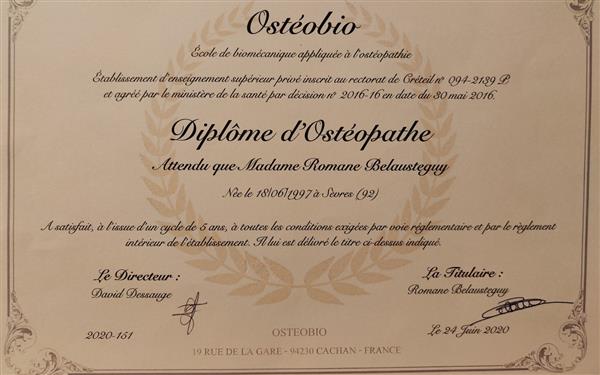 Ostéobio
École de biomécanique appliquée à l'ostéopathie
Établissement d'enseignement supérieur privé inscrit au rectorat de Créteil n° 094-2139 P
et agréé par le ministère de la santé par décision n° 2016-16 en date du 30 mai 2016.
Diplôme d'Ostéopathe
Attendu que Madame Romane Belausteguy
Née le 18/06/1997 à Sèvres (92)
A satisfait, à l'issue d'un cycle de 5 ans, à toutes les conditions exigées par voie réglementaire et par le règlement
intérieur de l'établissement. Il lui est délivré le titre ci-dessus indiqué.
Le Directeur :
David Dessauge
La Titulaire :
Romane Belausteguy
2020-151
Le 24 Juin 2020
OSTEOBIO
19 RUE DE LA GARE - 94230 CACHAN - FRANCE